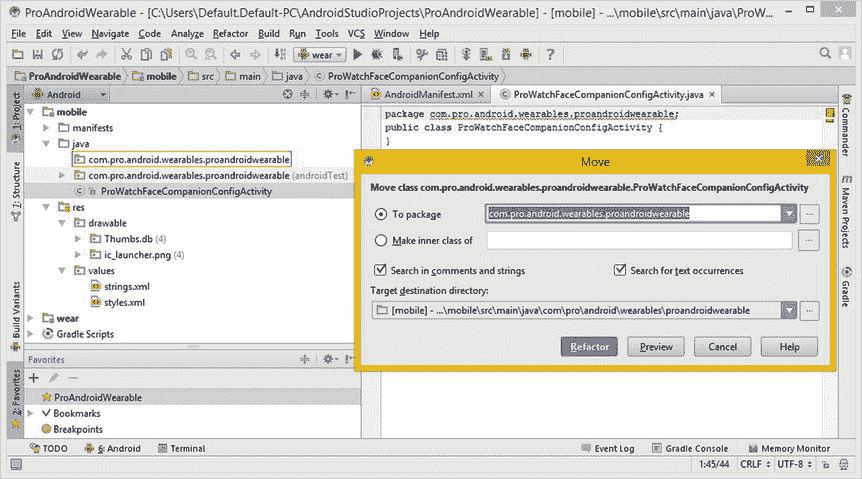 ProAndroidWearable - [C:\Users\Default.Default-PC\AndroidStudioProjects\ProAndroidWearable] - [mobile] - ...\mobile\src\main\java\ProW...
File Edit View Navigate Code Analyze Refactor Build Run Tools VCS Window Help
wear
ProAndroidWearable mobile src main java ProWatchFaceCompanionConfigActivity
1: Project
7: Structure
Build Variants
2: Favorites
Android
mobile
manifests
java
com.pro.android.wearables.proandroidwearable
com.pro.android.wearables.proandroidwearable (androidTest)
ProWatchFaceCompanionConfigActivity
res
drawable
Thumbs.db (4)
ic_launcher.png (4)
values
strings.xml
styles.xml
wear
Gradle Scripts
Favorites
ProAndroidWearable
Bookmarks
Breakpoints
AndroidManifest.xml ProWatchFaceCompanionConfigActivity.java
package com.pro.android.wearables.proandroidwearable;
public class ProWatchFaceCompanionConfigActivity {
}
Move
Move class com.pro.android.wearables.proandroidwearable.ProWatchFaceCompanionConfigActivity
To package com.pro.android.wearables.proandroidwearable ...
Make inner class of ...
Search in comments and strings Search for text occurrences
Target destination directory:
[mobile] - ...\mobile\src\main\java\com\pro\android\wearables\proandroidwearable ...
Refactor Preview Cancel Help
Commander
m Maven Projects
Gradle
TODO 6: Android Terminal Event Log Gradle Console Memory Monitor
1:45/44 CRLF UTF-8